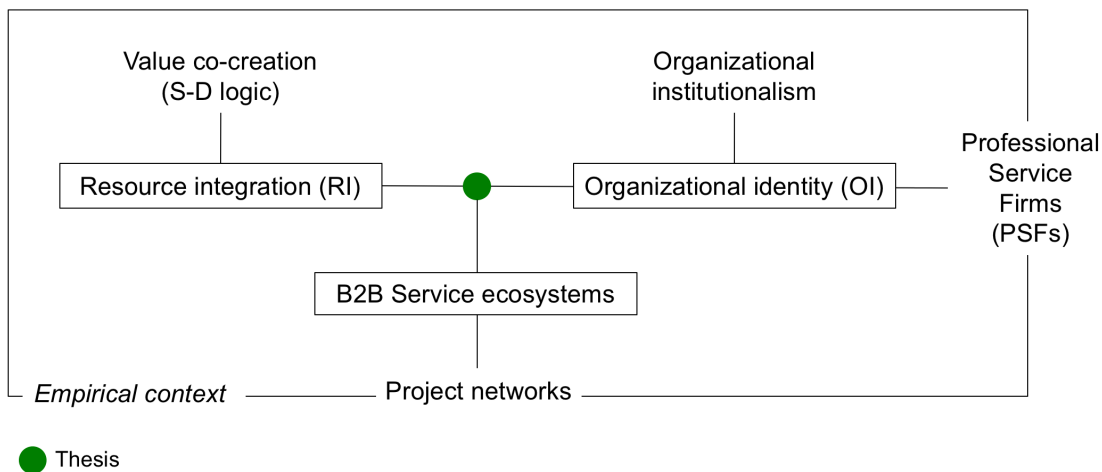 Value co-creation
(S-D logic)
Organizational
institutionalism
Professional
Service
Firms
(PSFs)
Resource integration (RI)
Organizational identity (OI)
B2B Service ecosystems
Empirical context
Project networks
Thesis